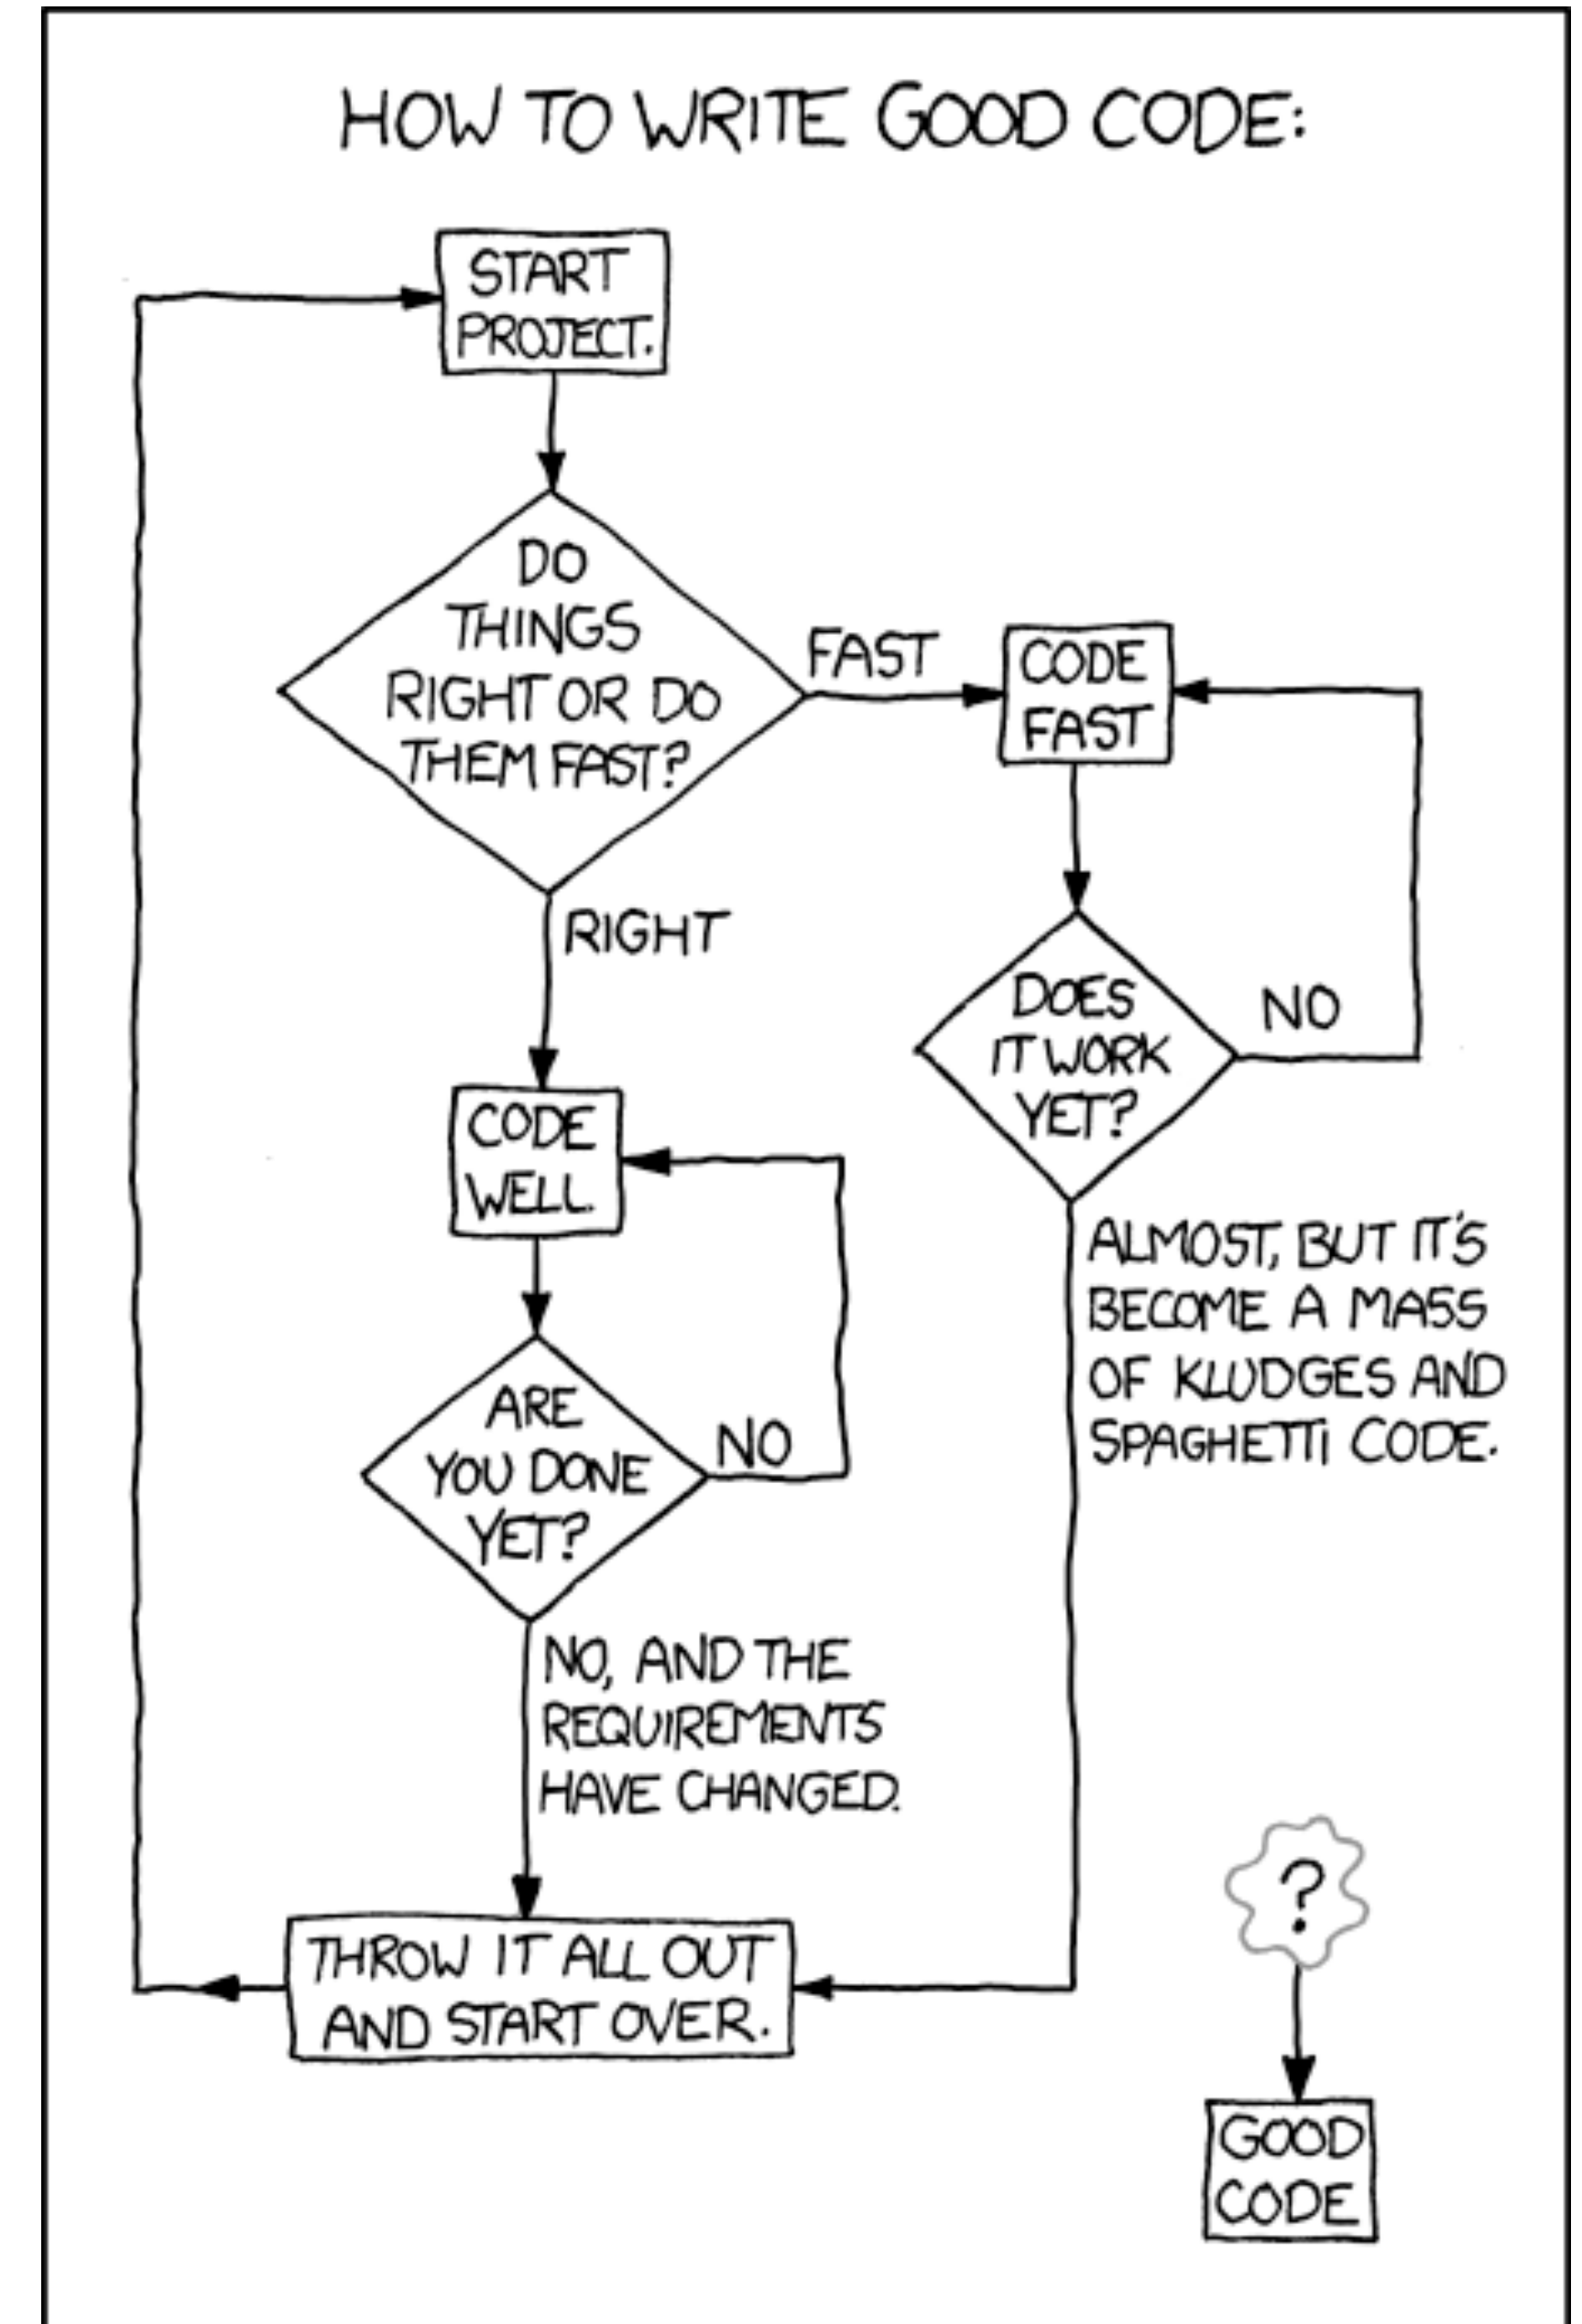 HOW TO WRITE GOOD CODE:
START
PROJECT.
DO
THINGS
RIGHT OR DO
THEM FAST?
FAST
CODE
FAST
RIGHT
DOES
IT WORK
YET?
NO
CODE
WELL.
ALMOST, BUT IT'S
BECOME A MASS
OF KLUDGES AND
SPAGHETTI CODE.
ARE
YOU DONE
YET?
NO
NO, AND THE
REQUIREMENTS
HAVE CHANGED.
THROW IT ALL OUT
AND START OVER.
?
GOOD
CODE